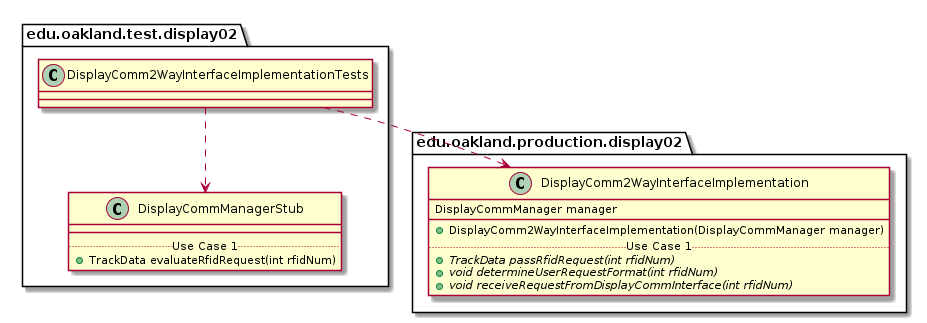 edu.oakland.test.display02
C DisplayComm2WayInterfaceImplementationTests
C DisplayCommManagerStub
Use Case 1
TrackData evaluateRfidRequest(int rfidNum)
edu.oakland.production.display02
C DisplayComm2WayInterfaceImplementation
DisplayCommManager manager
DisplayComm2WayInterfaceImplementation(DisplayCommManager manager)
Use Case 1
TrackData passRfidRequest(int rfidNum)
void determineUserRequestFormat(int rfidNum)
void receiveRequestFromDisplayCommInterface(int rfidNum)